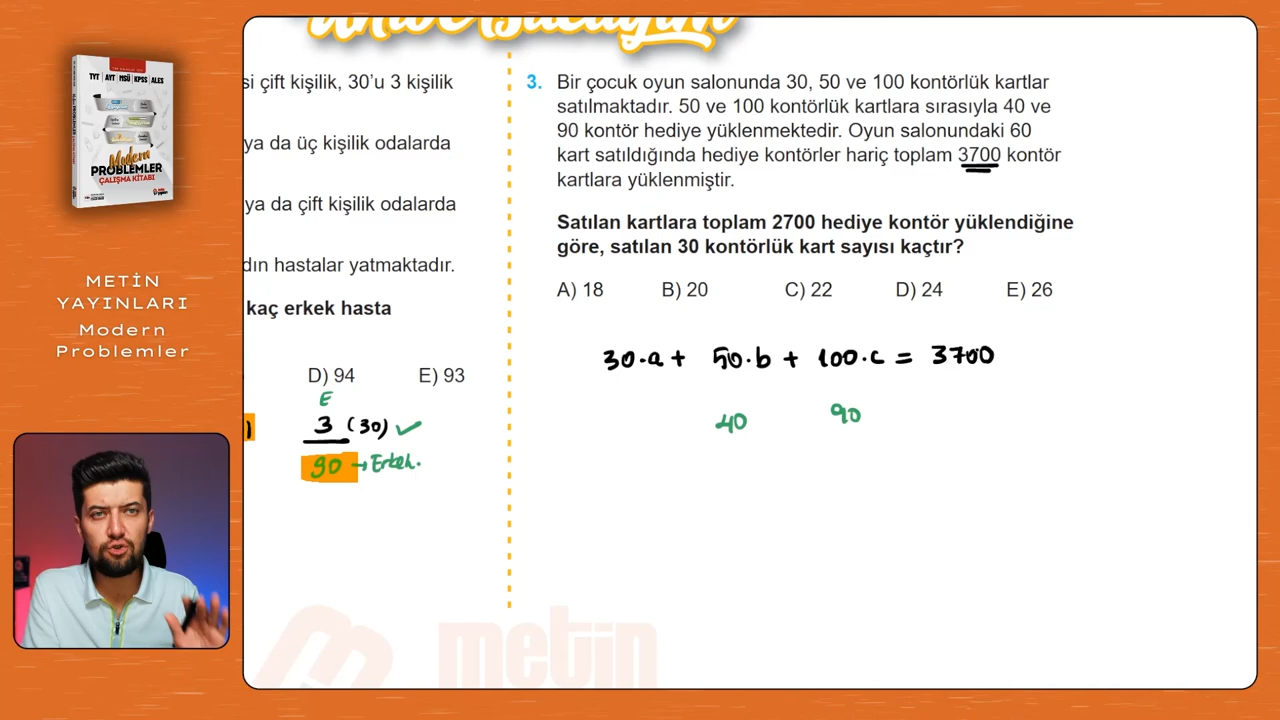 TYT AYT MSÜ KPSS ALES
Modern
PROBLEMLER
ÇALIŞMA KİTABI
METİN
YAYINLARI
Modern
Problemler
si çift kişilik, 30'u 3 kişilik
ya da üç kişilik odalarda
ya da çift kişilik odalarda
dın hastalar yatmaktadır.
kaç erkek hasta
D) 94 E) 93
E
3 (30) ✓
90 → Erkek.
3. Bir çocuk oyun salonunda 30, 50 ve 100 kontörlük kartlar
satılmaktadır. 50 ve 100 kontörlük kartlara sırasıyla 40 ve
90 kontör hediye yüklenmektedir. Oyun salonundaki 60
kart satıldığında hediye kontörler hariç toplam 3700 kontör
kartlara yüklenmiştir.
Satılan kartlara toplam 2700 hediye kontör yüklendiğine
göre, satılan 30 kontörlük kart sayısı kaçtır?
A) 18 B) 20 C) 22 D) 24 E) 26
30·a + 50·b + 100·c = 3700
40 90
metin